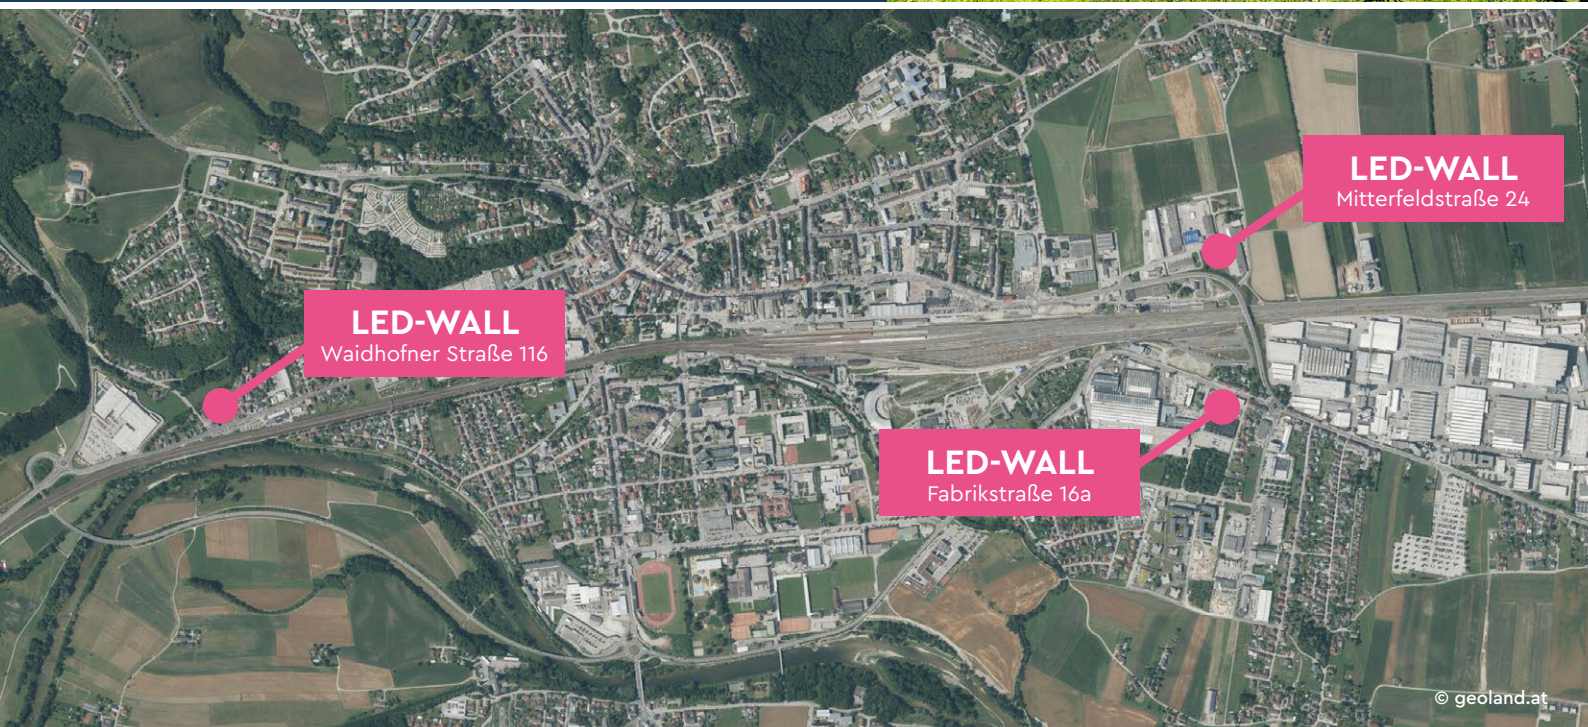 LED-WALL
Mitterfeldstraße 24
LED-WALL
Waidhofner Straße 116
LED-WALL
Fabrikstraße 16a
© geoland.at